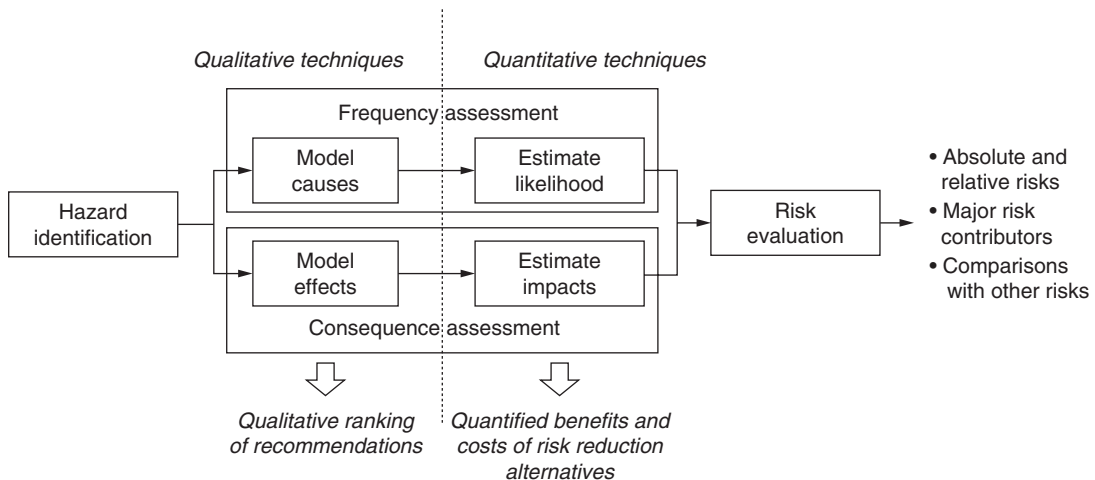 Qualitative techniques
Quantitative techniques
Frequency assessment
Model
causes
Estimate
likelihood
Hazard
identification
Risk
evaluation
• Absolute and
relative risks
• Major risk
contributors
• Comparisons
with other risks
Model
effects
Estimate
impacts
Consequence assessment
Qualitative ranking
of recommendations
Quantified benefits and
costs of risk reduction
alternatives